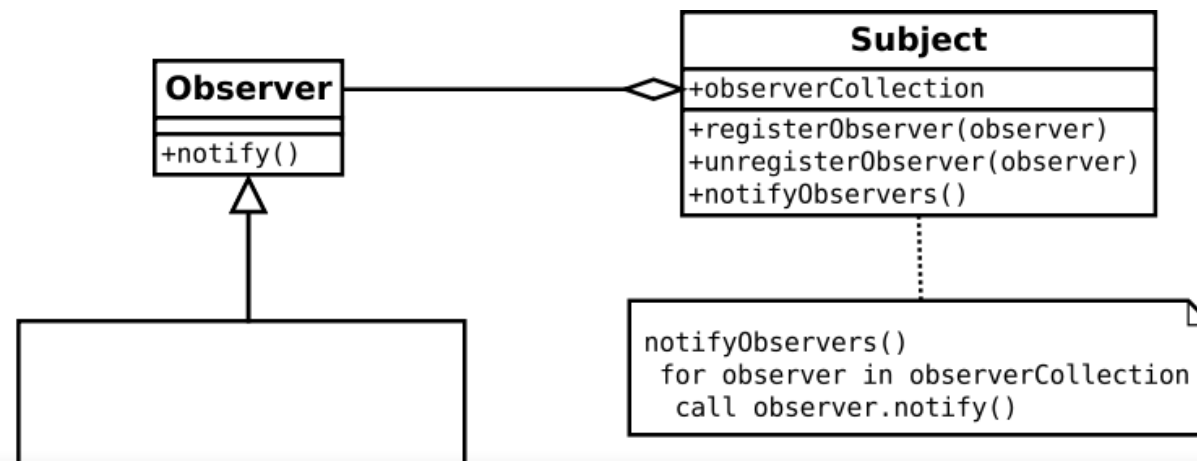 Observer
+notify()
Subject
+observerCollection
+registerObserver(observer)
+unregisterObserver(observer)
+notifyObservers()
notifyObservers()
for observer in observerCollection
call observer.notify()